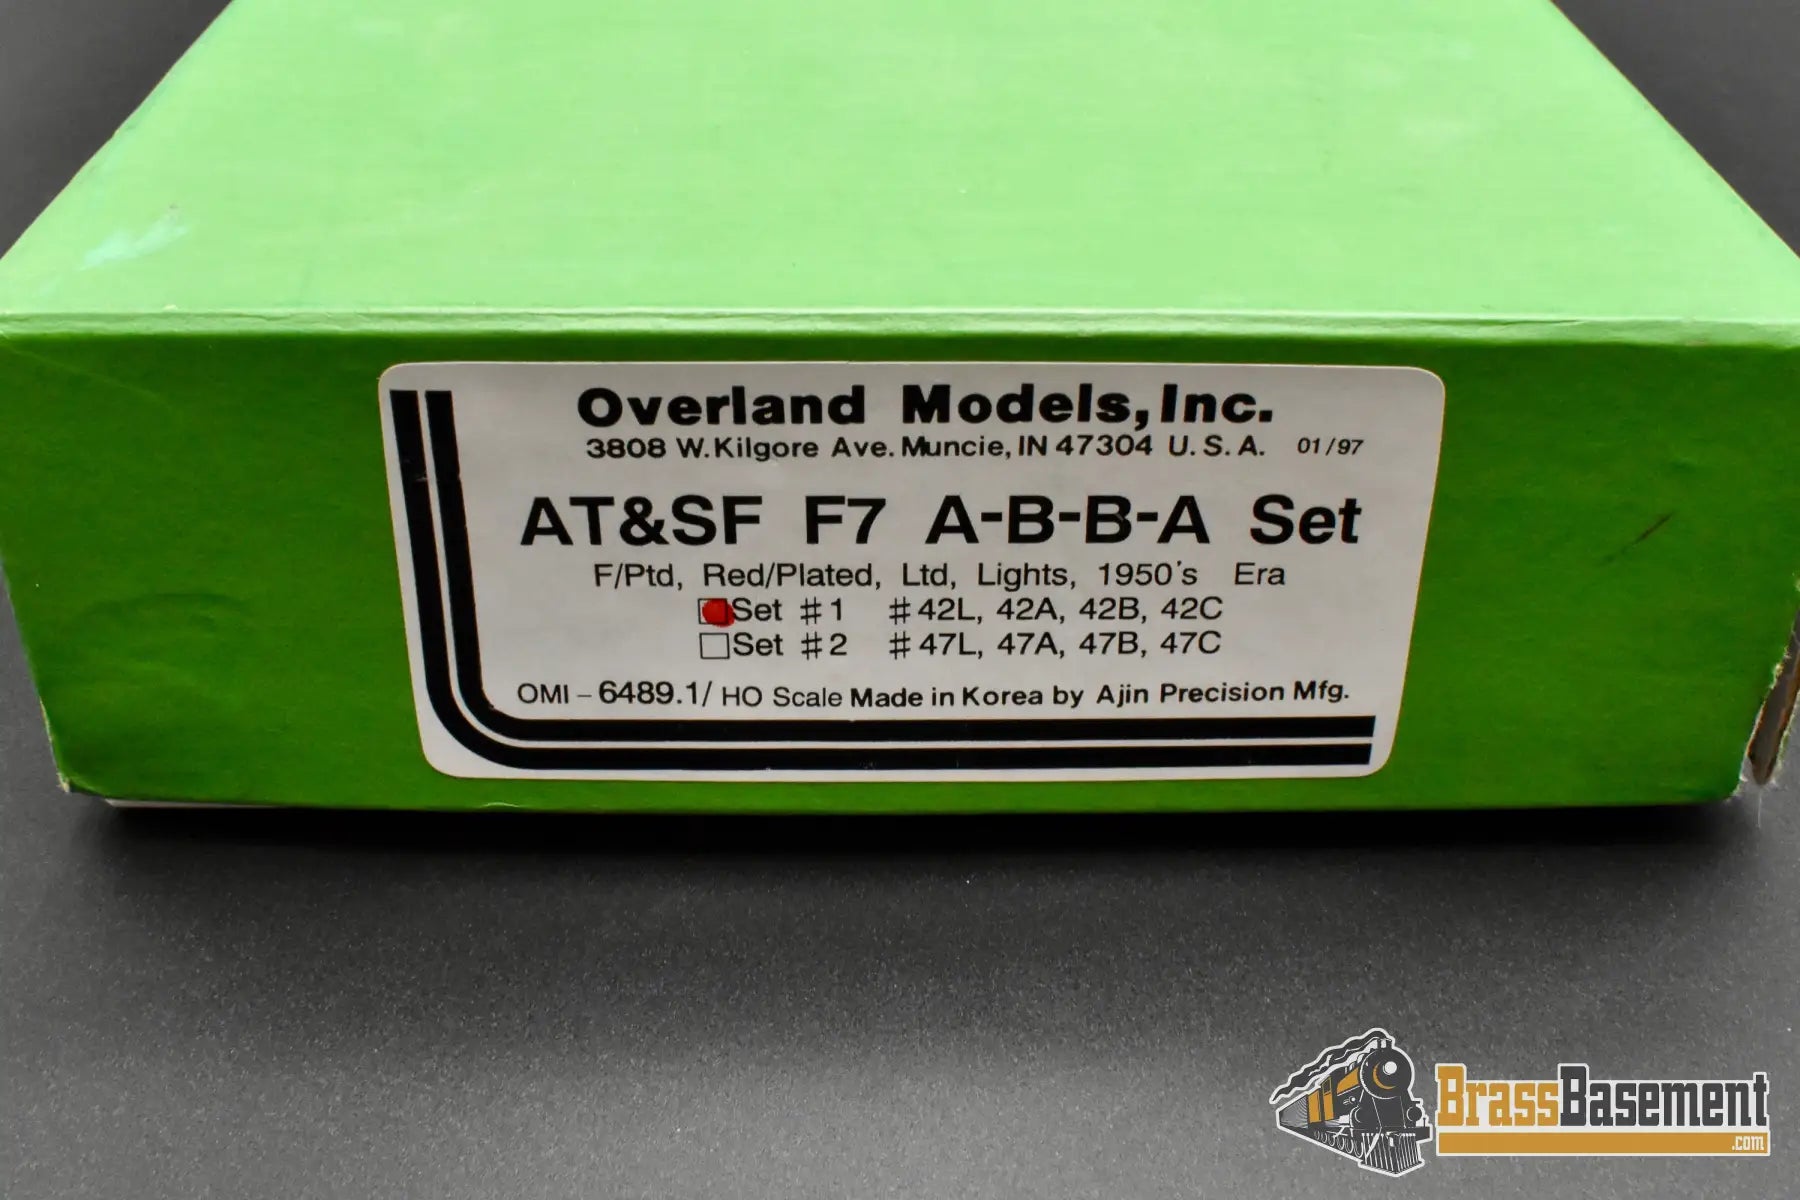 Overland Models, Inc.
3808 W. Kilgore Ave. Muncie, IN 47304 U. S. A. 01/97
AT&SF F7 A-B-B-A Set
F/Ptd, Red/Plated, Ltd, Lights, 1950's Era
Set #1 #42L, 42A, 42B, 42C
Set #2 #47L, 47A, 47B, 47C
OMI - 6489.1/ HO Scale Made in Korea by Ajin Precision Mfg.
BrassBasement
.com